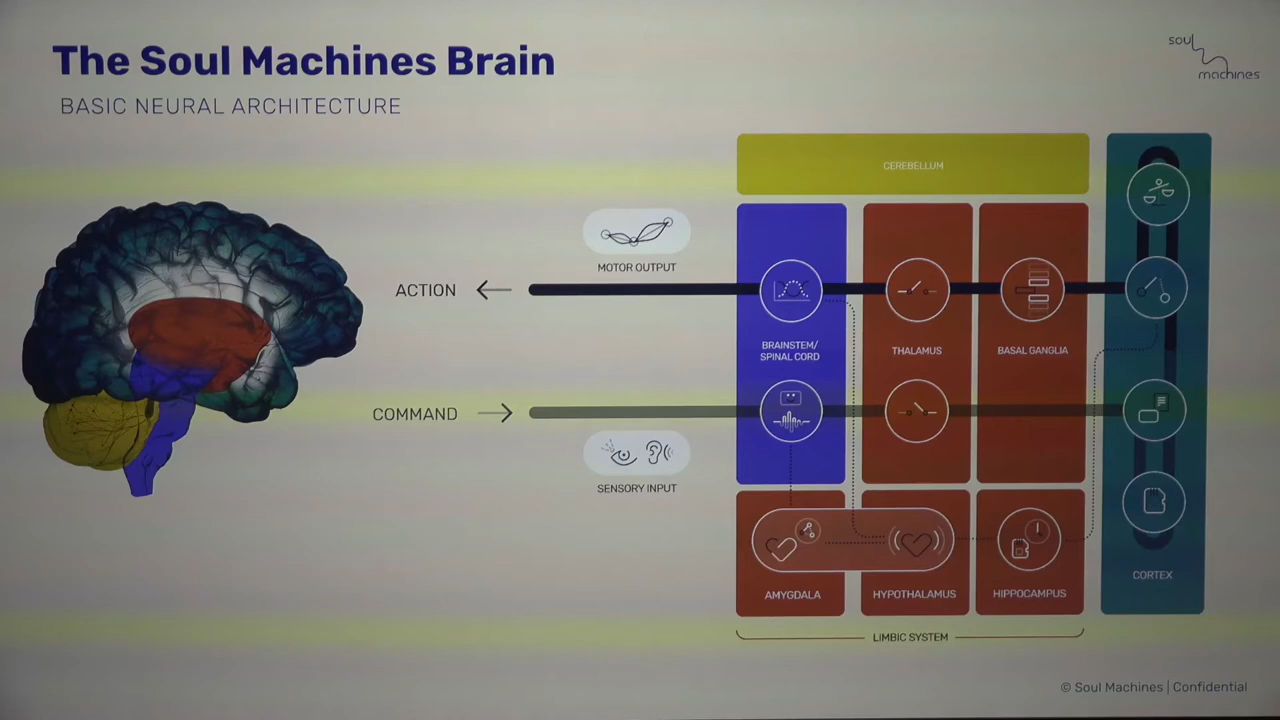 The Soul Machines Brain
BASIC NEURAL ARCHITECTURE
soul
machines
CEREBELLUM
MOTOR OUTPUT
ACTION
BRAINSTEM/
SPINAL CORD
THALAMUS
BASAL GANGLIA
COMMAND
SENSORY INPUT
AMYGDALA
HYPOTHALAMUS
HIPPOCAMPUS
CORTEX
LIMBIC SYSTEM
© Soul Machines | Confidential